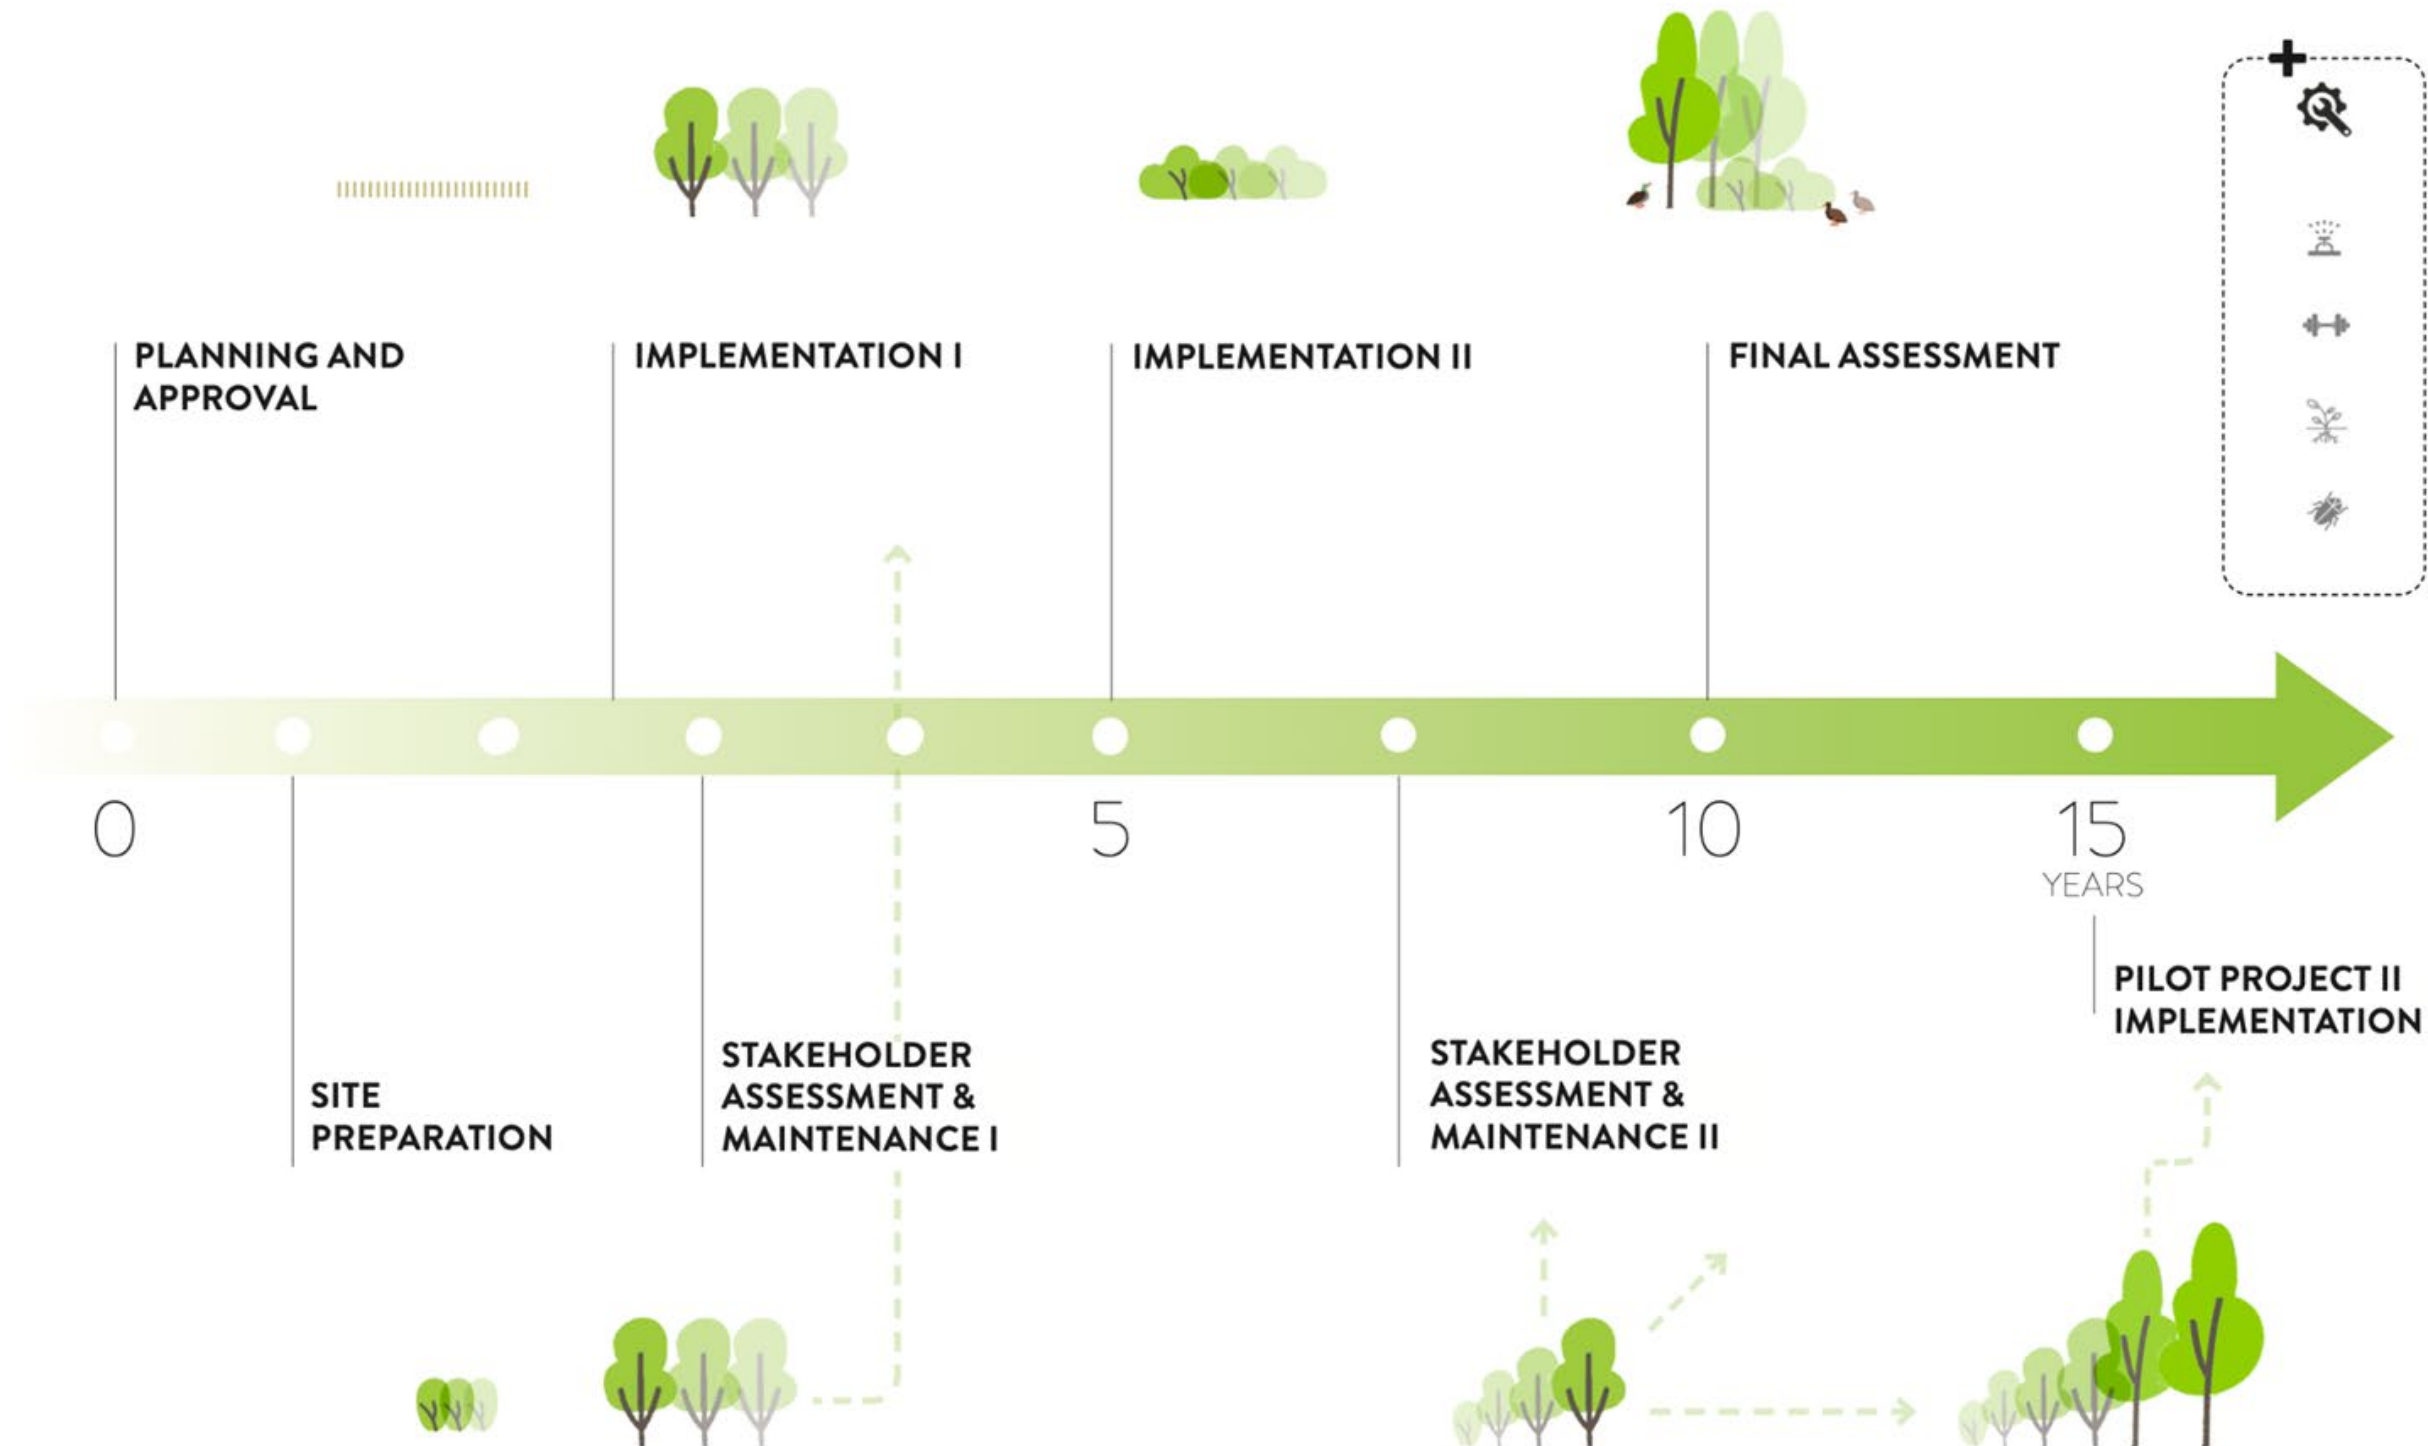 PLANNING AND
APPROVAL
IMPLEMENTATION I
IMPLEMENTATION II
FINAL ASSESSMENT
0
5
10
15
YEARS
SITE
PREPARATION
STAKEHOLDER
ASSESSMENT &
MAINTENANCE I
STAKEHOLDER
ASSESSMENT &
MAINTENANCE II
PILOT PROJECT II
IMPLEMENTATION